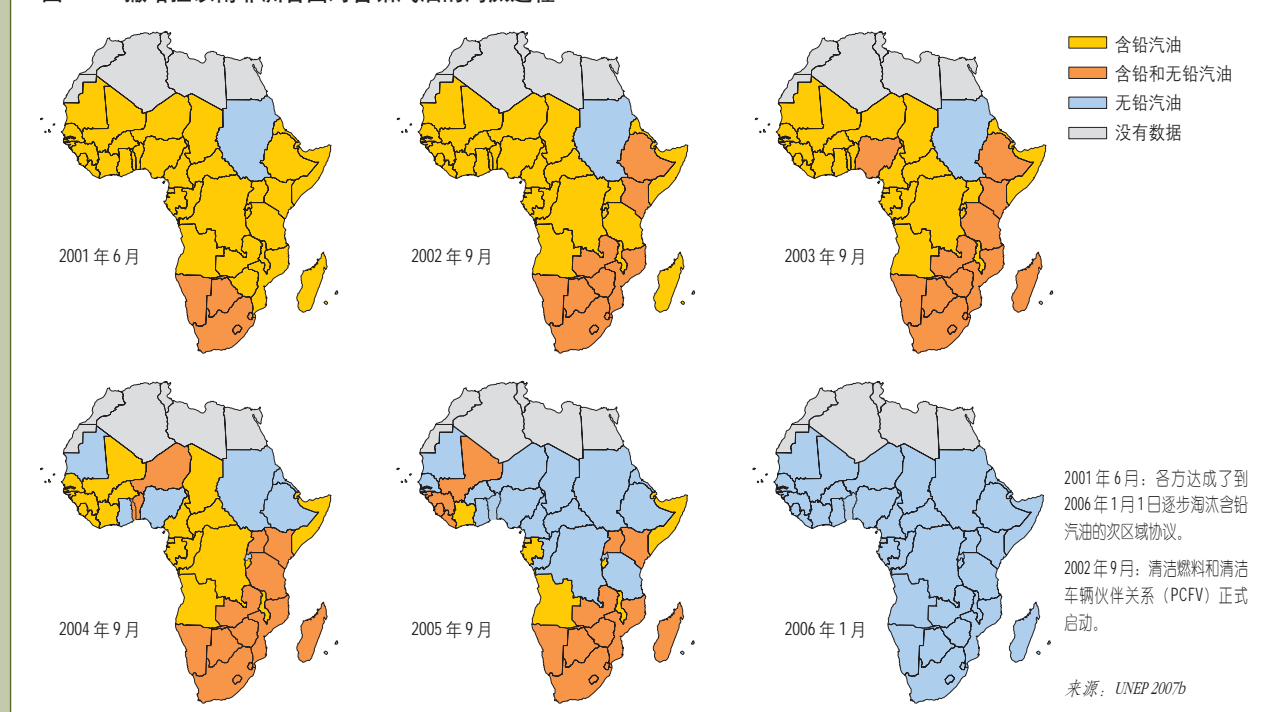 含铅汽油
含铅和无铅汽油
无铅汽油
没有数据
2001 年 6 月
2002 年 9 月
2003 年 9 月
2004 年 9 月
2005 年 9 月
2006 年 1 月
2001 年 6 月：各方达成了到
2006 年 1 月 1 日逐步淘汰含铅
汽油的次区域协议。
2002 年 9 月：清洁燃料和清洁
车辆伙伴关系（PCFV）正式
启动。
来源：UNEP 2007b